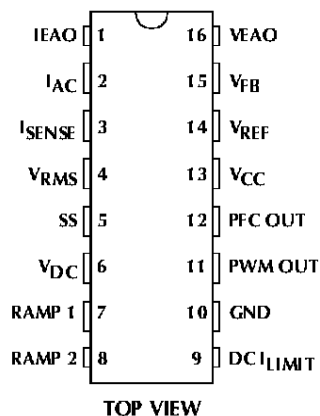 IEAO 1 16 VEAO
IAC 2 15 VFB
ISENSE 3 14 VREF
VRMS 4 13 VCC
SS 5 12 PFC OUT
VDC 6 11 PWM OUT
RAMP 1 7 10 GND
RAMP 2 8 9 DC ILIMIT
TOP VIEW